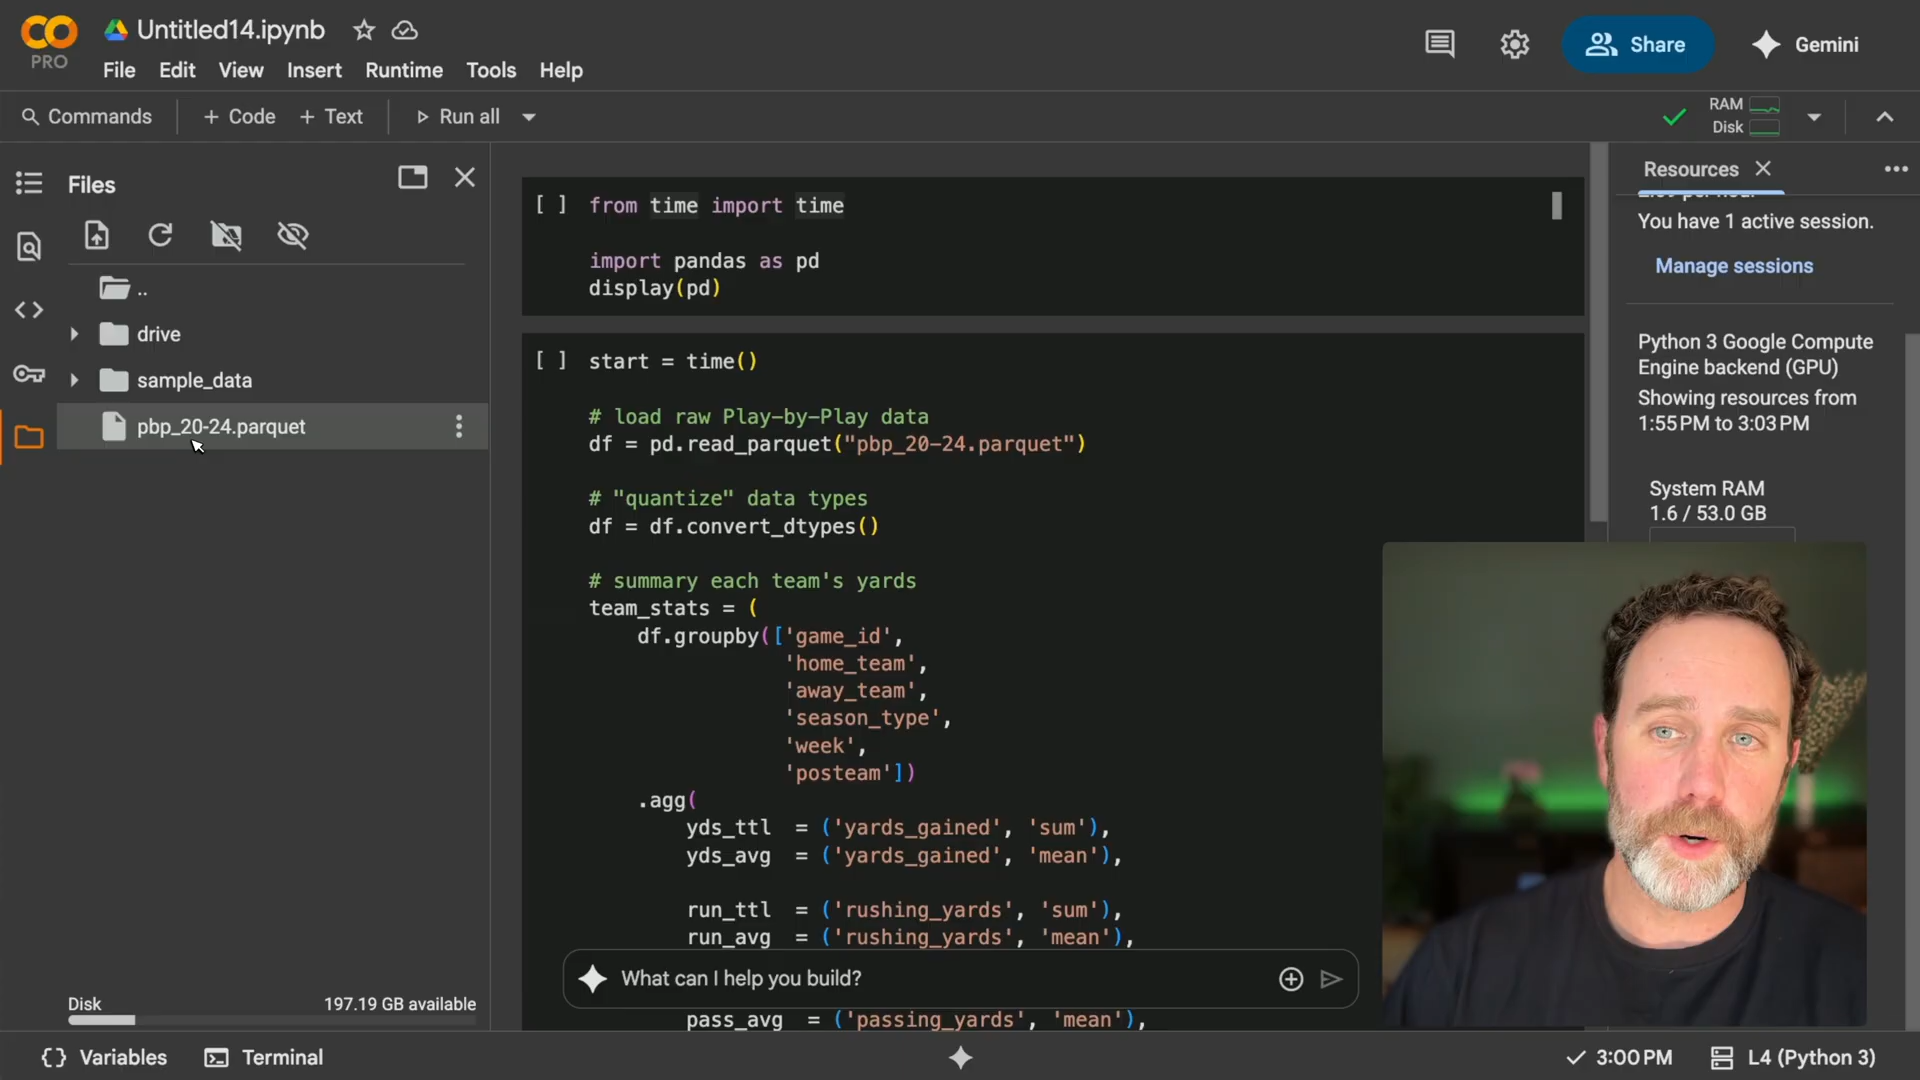 CO
PRO
Untitled14.ipynb
File Edit View Insert Runtime Tools Help
Share
Gemini
Commands
+ Code + Text
Run all
RAM
Disk
Files
..
drive
sample_data
pbp_20-24.parquet
Disk 197.19 GB available
[ ] from time import time
import pandas as pd
display(pd)
[ ] start = time()
# load raw Play-by-Play data
df = pd.read_parquet("pbp_20-24.parquet")
# "quantize" data types
df = df.convert_dtypes()
# summary each team's yards
team_stats = (
df.groupby(['game_id',
'home_team',
'away_team',
'season_type',
'week',
'posteam'])
.agg(
yds_ttl = ('yards_gained', 'sum'),
yds_avg = ('yards_gained', 'mean'),
run_ttl = ('rushing_yards', 'sum'),
run_avg = ('rushing_yards', 'mean'),
What can I help you build?
pass_avg = ('passing_yards', 'mean'),
Resources
You have 1 active session.
Manage sessions
Python 3 Google Compute
Engine backend (GPU)
Showing resources from
1:55 PM to 3:03 PM
System RAM
1.6 / 53.0 GB
{ } Variables
Terminal
3:00 PM
L4 (Python 3)